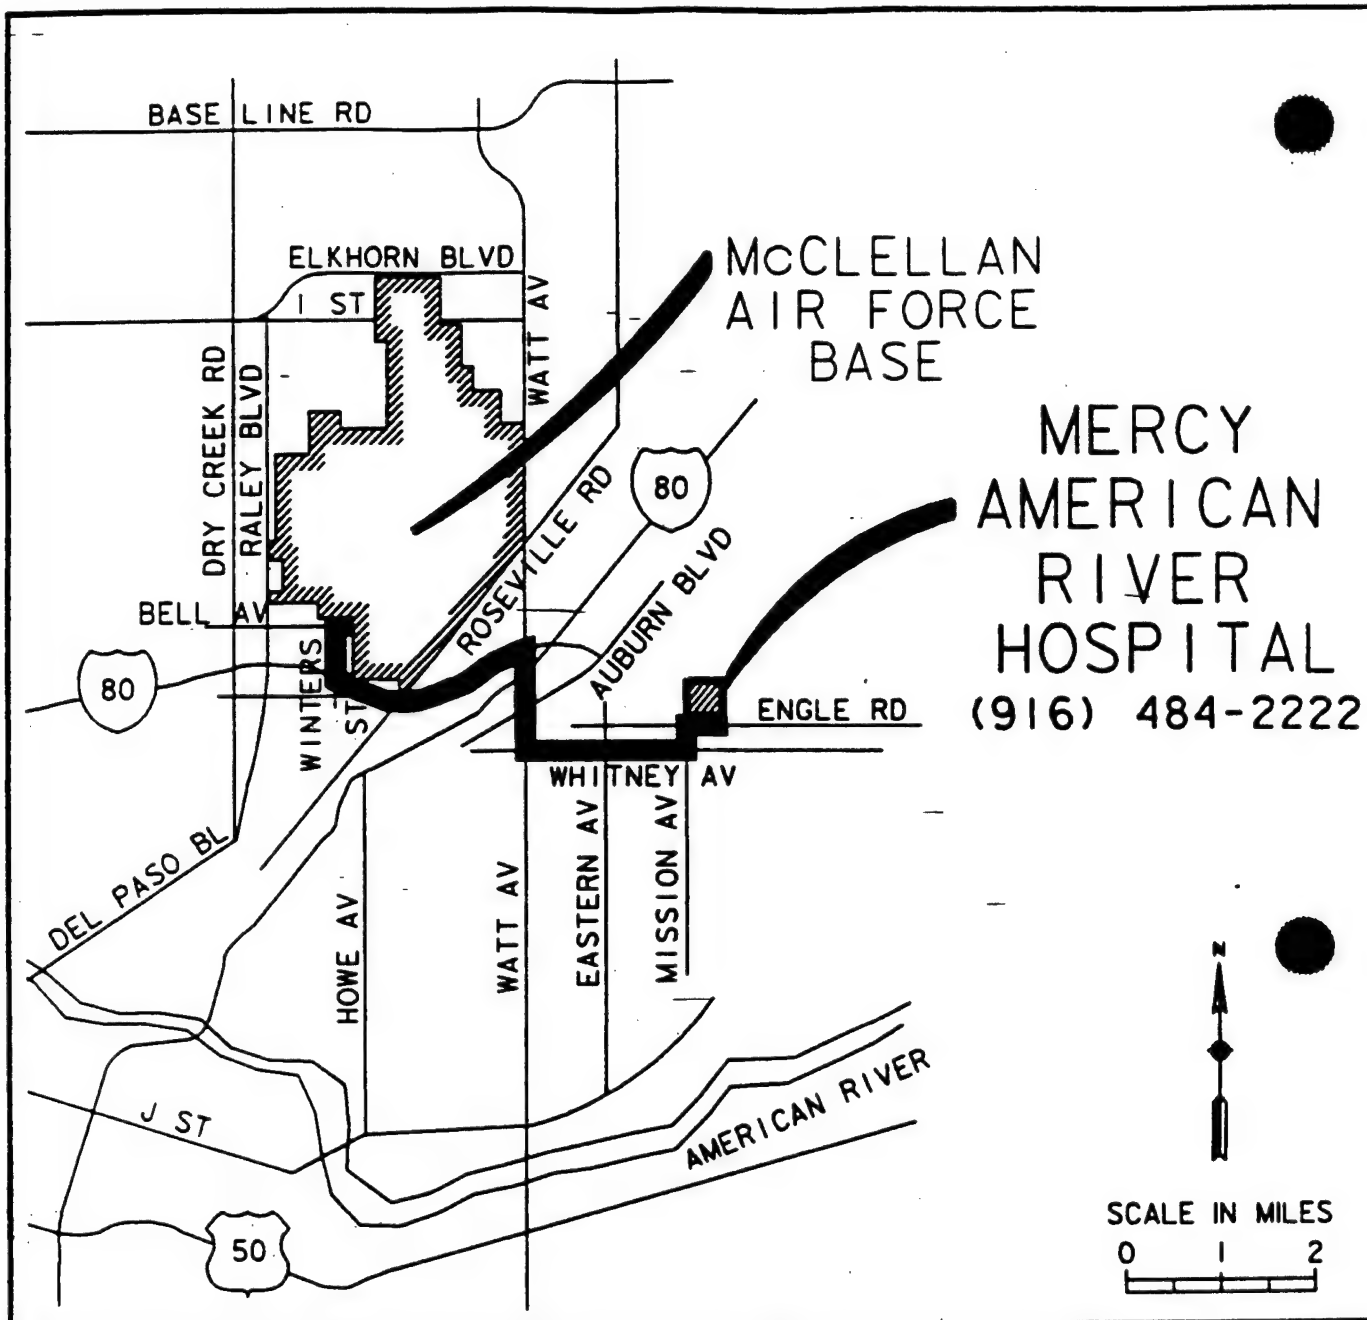 BASE LINE RD
ELKHORN BLVD
I ST
WATT AV
McCLELLAN
AIR FORCE
BASE
DRY CREEK RD
RALEY BLVD
MERCY
AMERICAN
RIVER
HOSPITAL
(916) 484-2222
80
ROSEVILLE RD
AUBURN BLVD
BELL AV
80
WINTERS
ST
ENGLE RD
WHITNEY AV
DEL PASO BL
HOWE AV
WATT AV
EASTERN AV
MISSION AV
N
J ST
AMERICAN RIVER
50
SCALE IN MILES
0 1 2